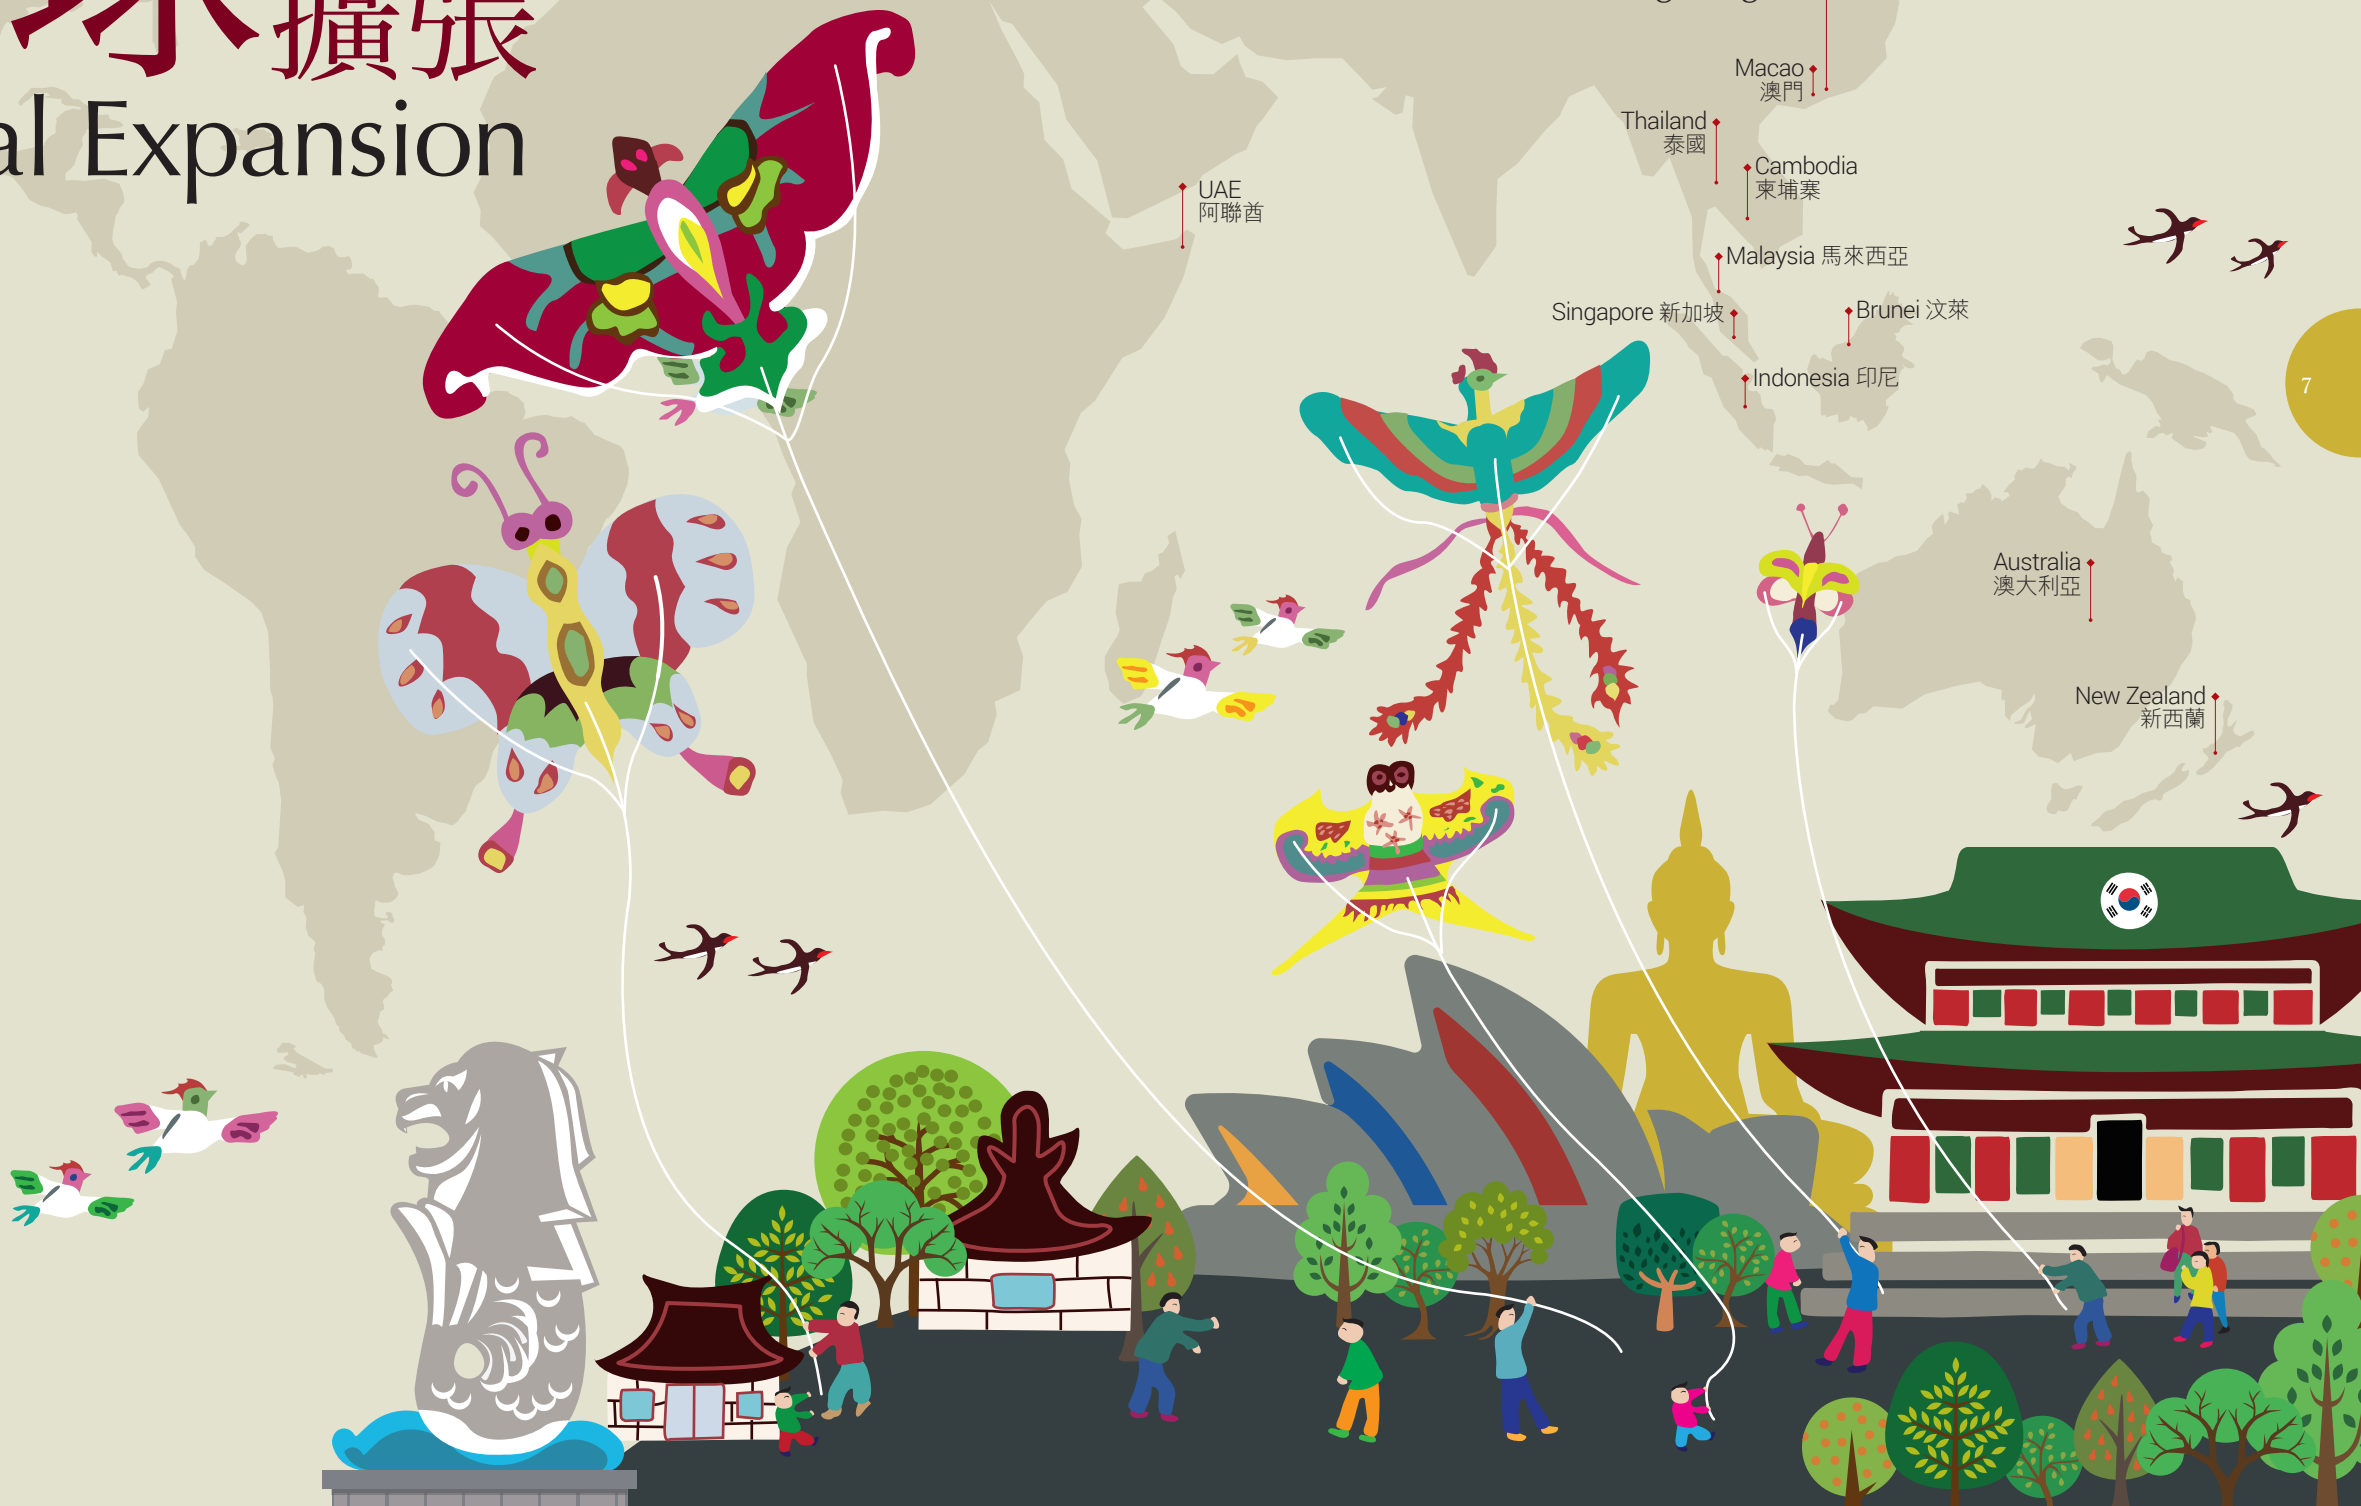 擴張
al Expansion
Macao
澳門
Thailand
泰國
Cambodia
柬埔寨
UAE
阿聯酋
Malaysia 馬來西亞
Singapore 新加坡
Brunei 汶萊
Indonesia 印尼
7
Australia
澳大利亞
New Zealand
新西蘭